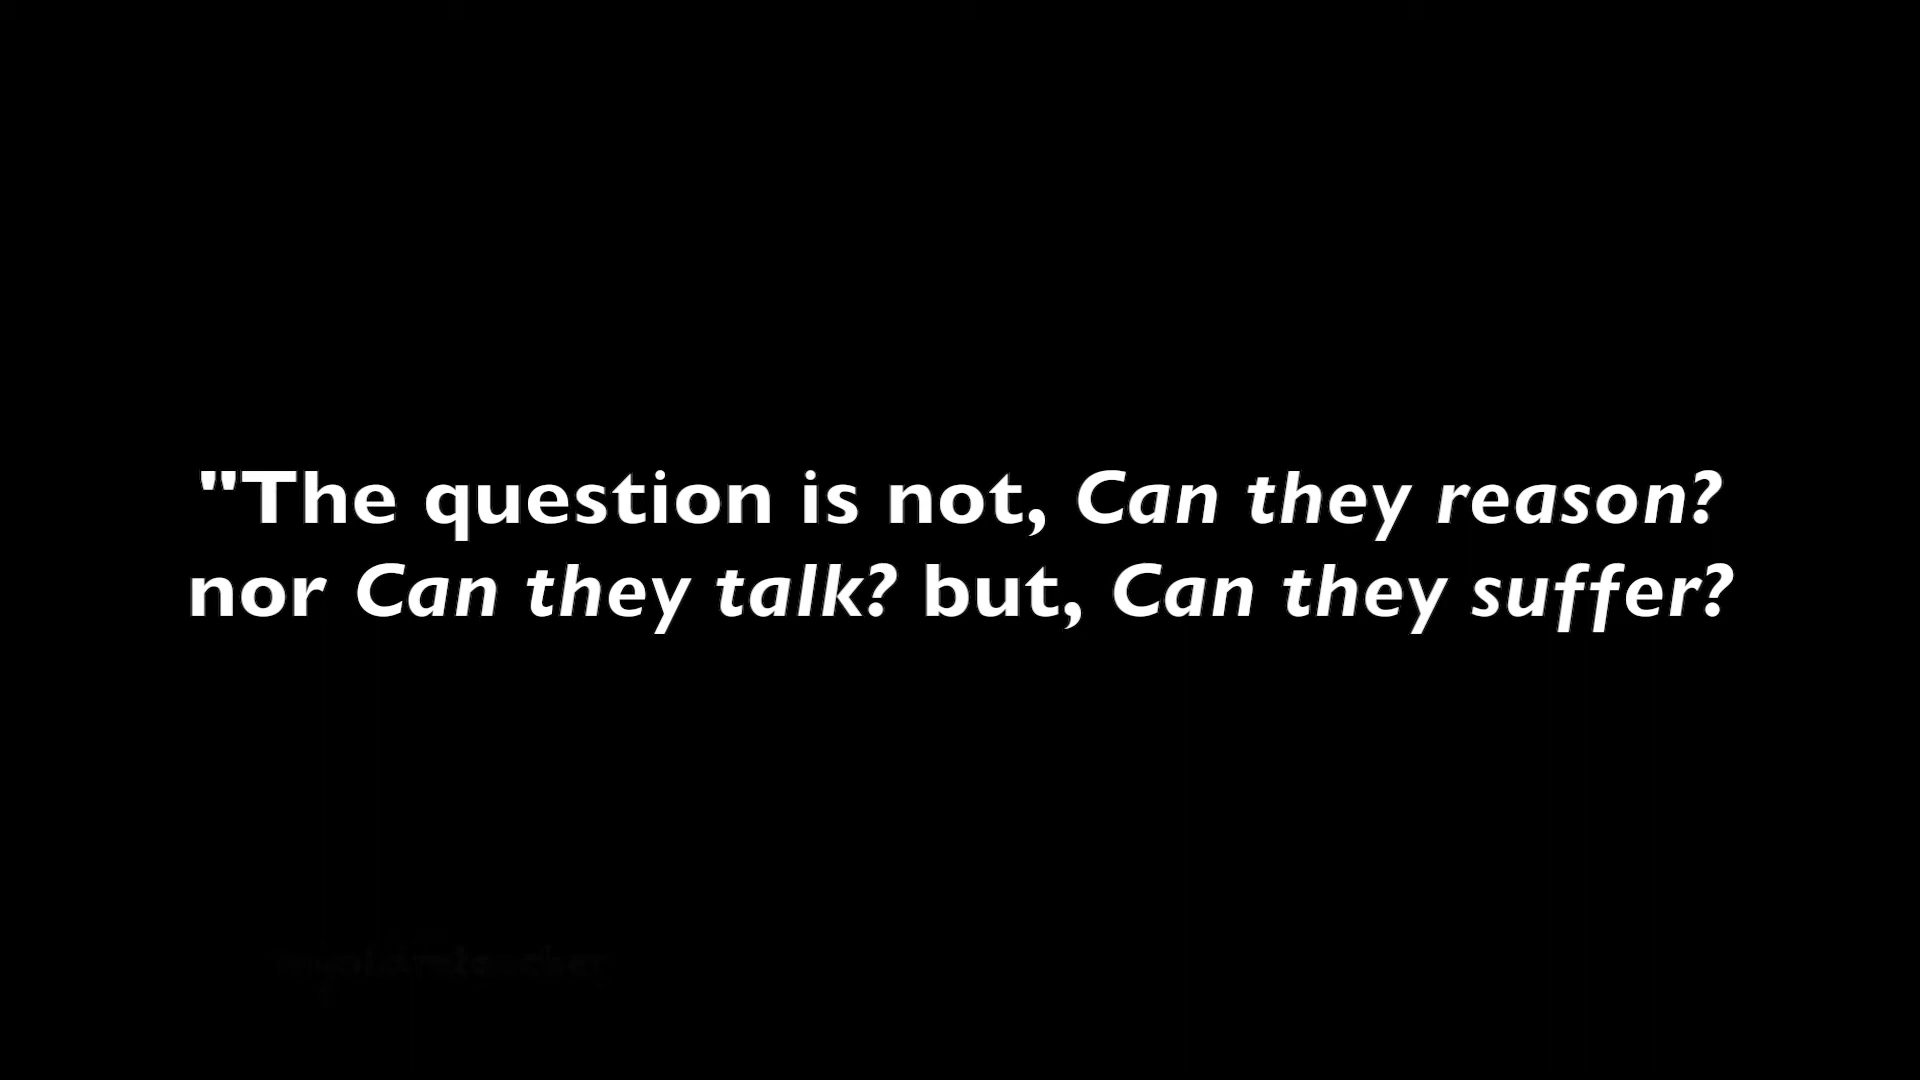 "The question is not, Can they reason?
nor Can they talk? but, Can they suffer?